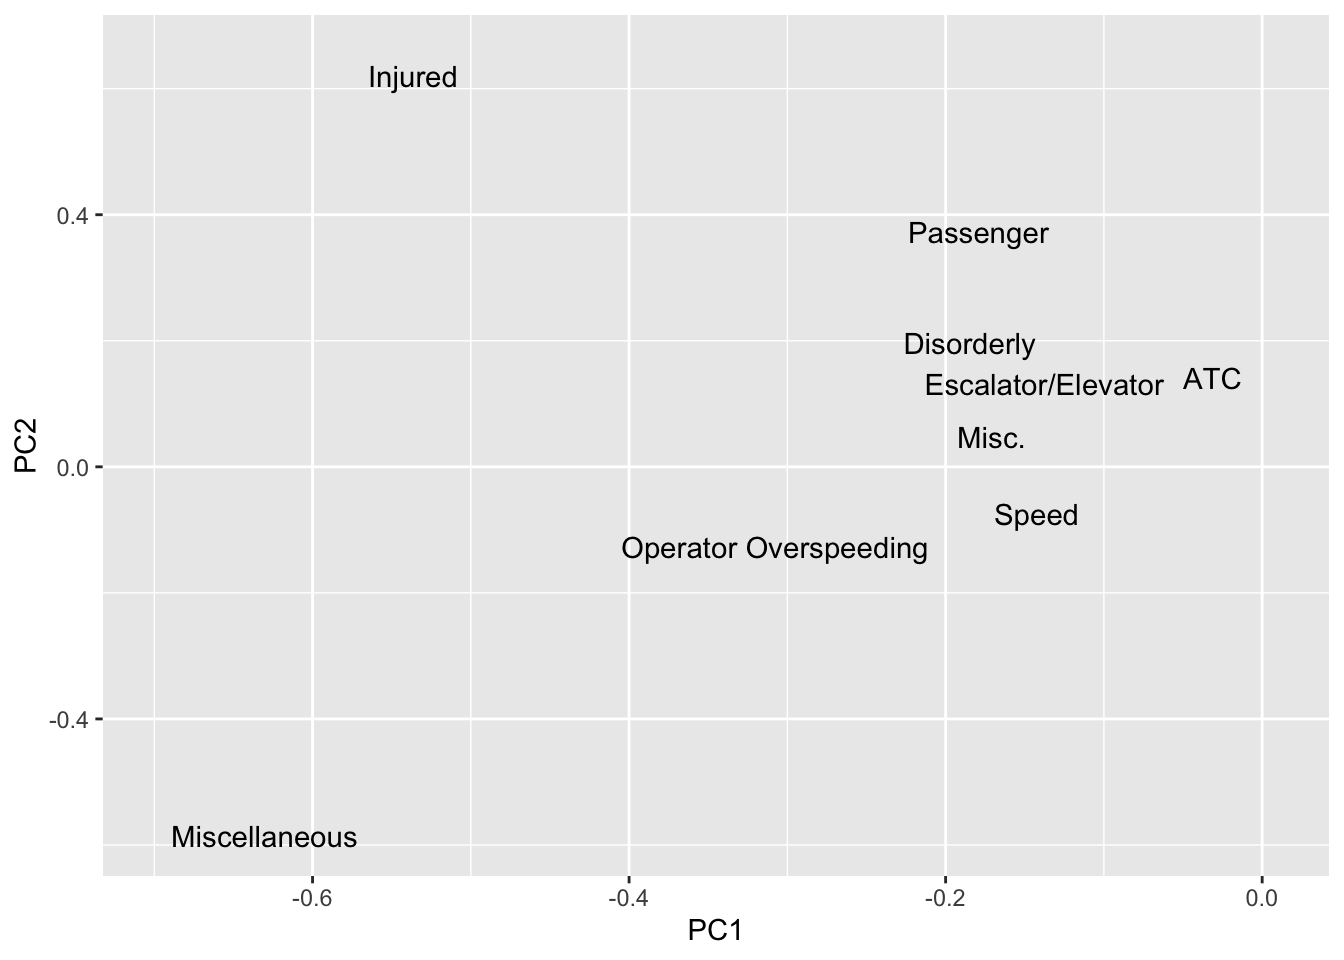 Injured
0.4
Passenger
Disorderly
Escalator/Elevator
ATC
Misc.
PC2
0.0
Speed
Operator Overspeeding
-0.4
Miscellaneous
-0.6
-0.4
-0.2
0.0
PC1